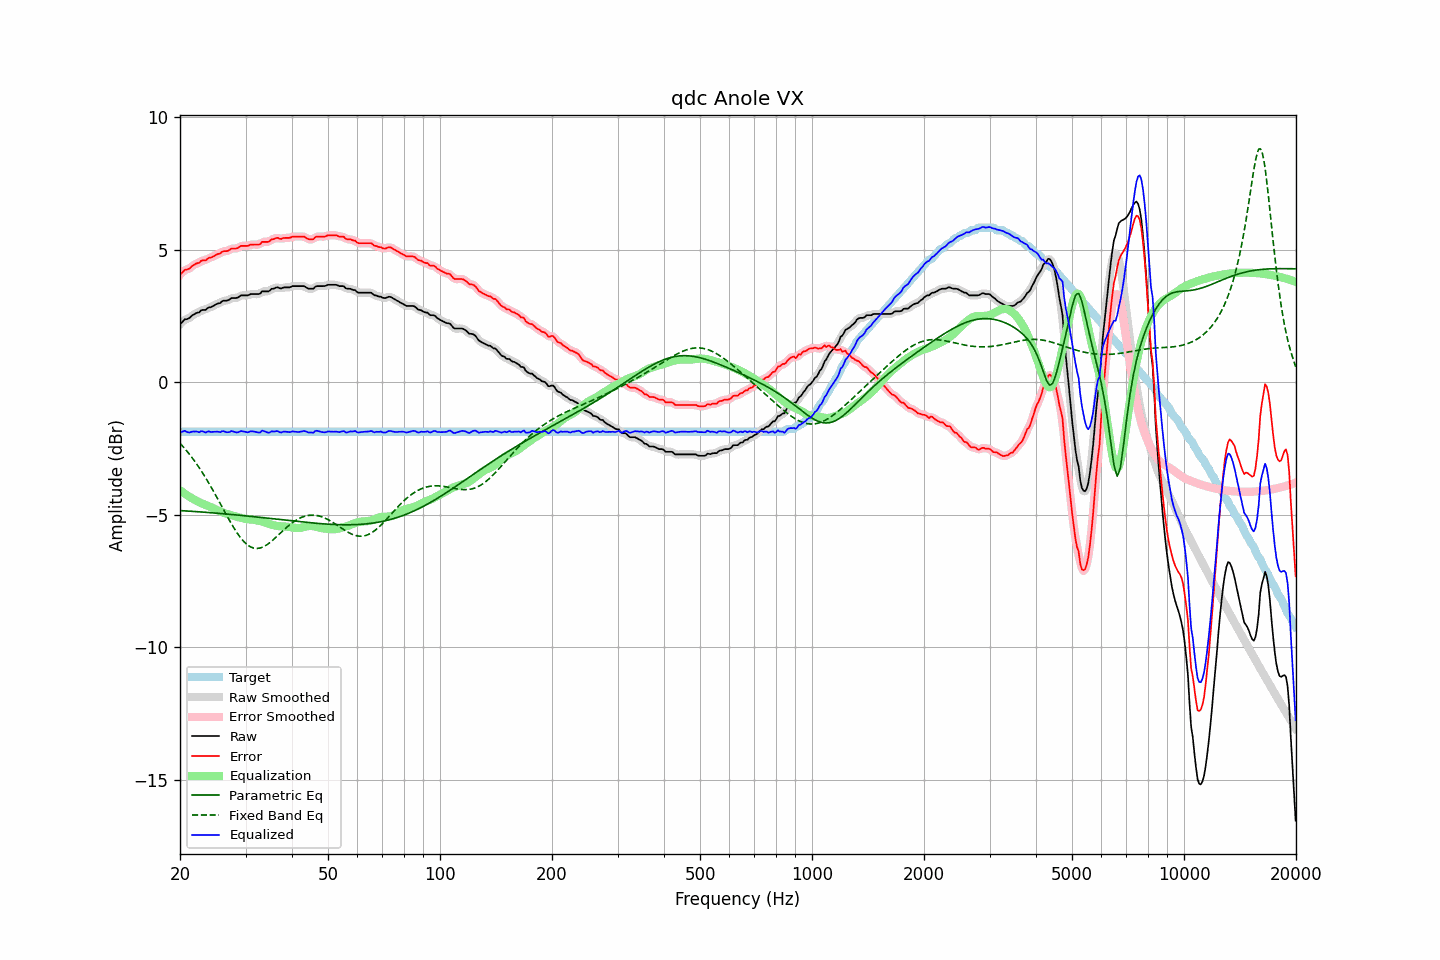 qdc Anole VX
Amplitude (dBr)
10
5
0
−5
−10
−15
Target
Raw Smoothed
Error Smoothed
Raw
Error
Equalization
Parametric Eq
Fixed Band Eq
Equalized
20 50 100 200 500 1000 2000 5000 10000 20000
Frequency (Hz)